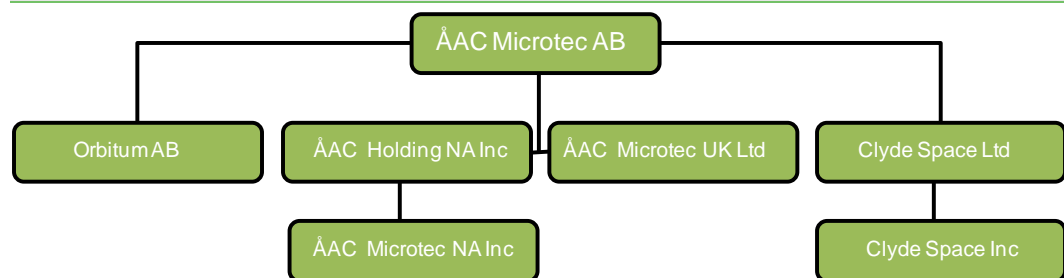 ÅAC Microtec AB
Orbitum AB
ÅAC Holding NA Inc
ÅAC Microtec UK Ltd
Clyde Space Ltd
ÅAC Microtec NA Inc
Clyde Space Inc